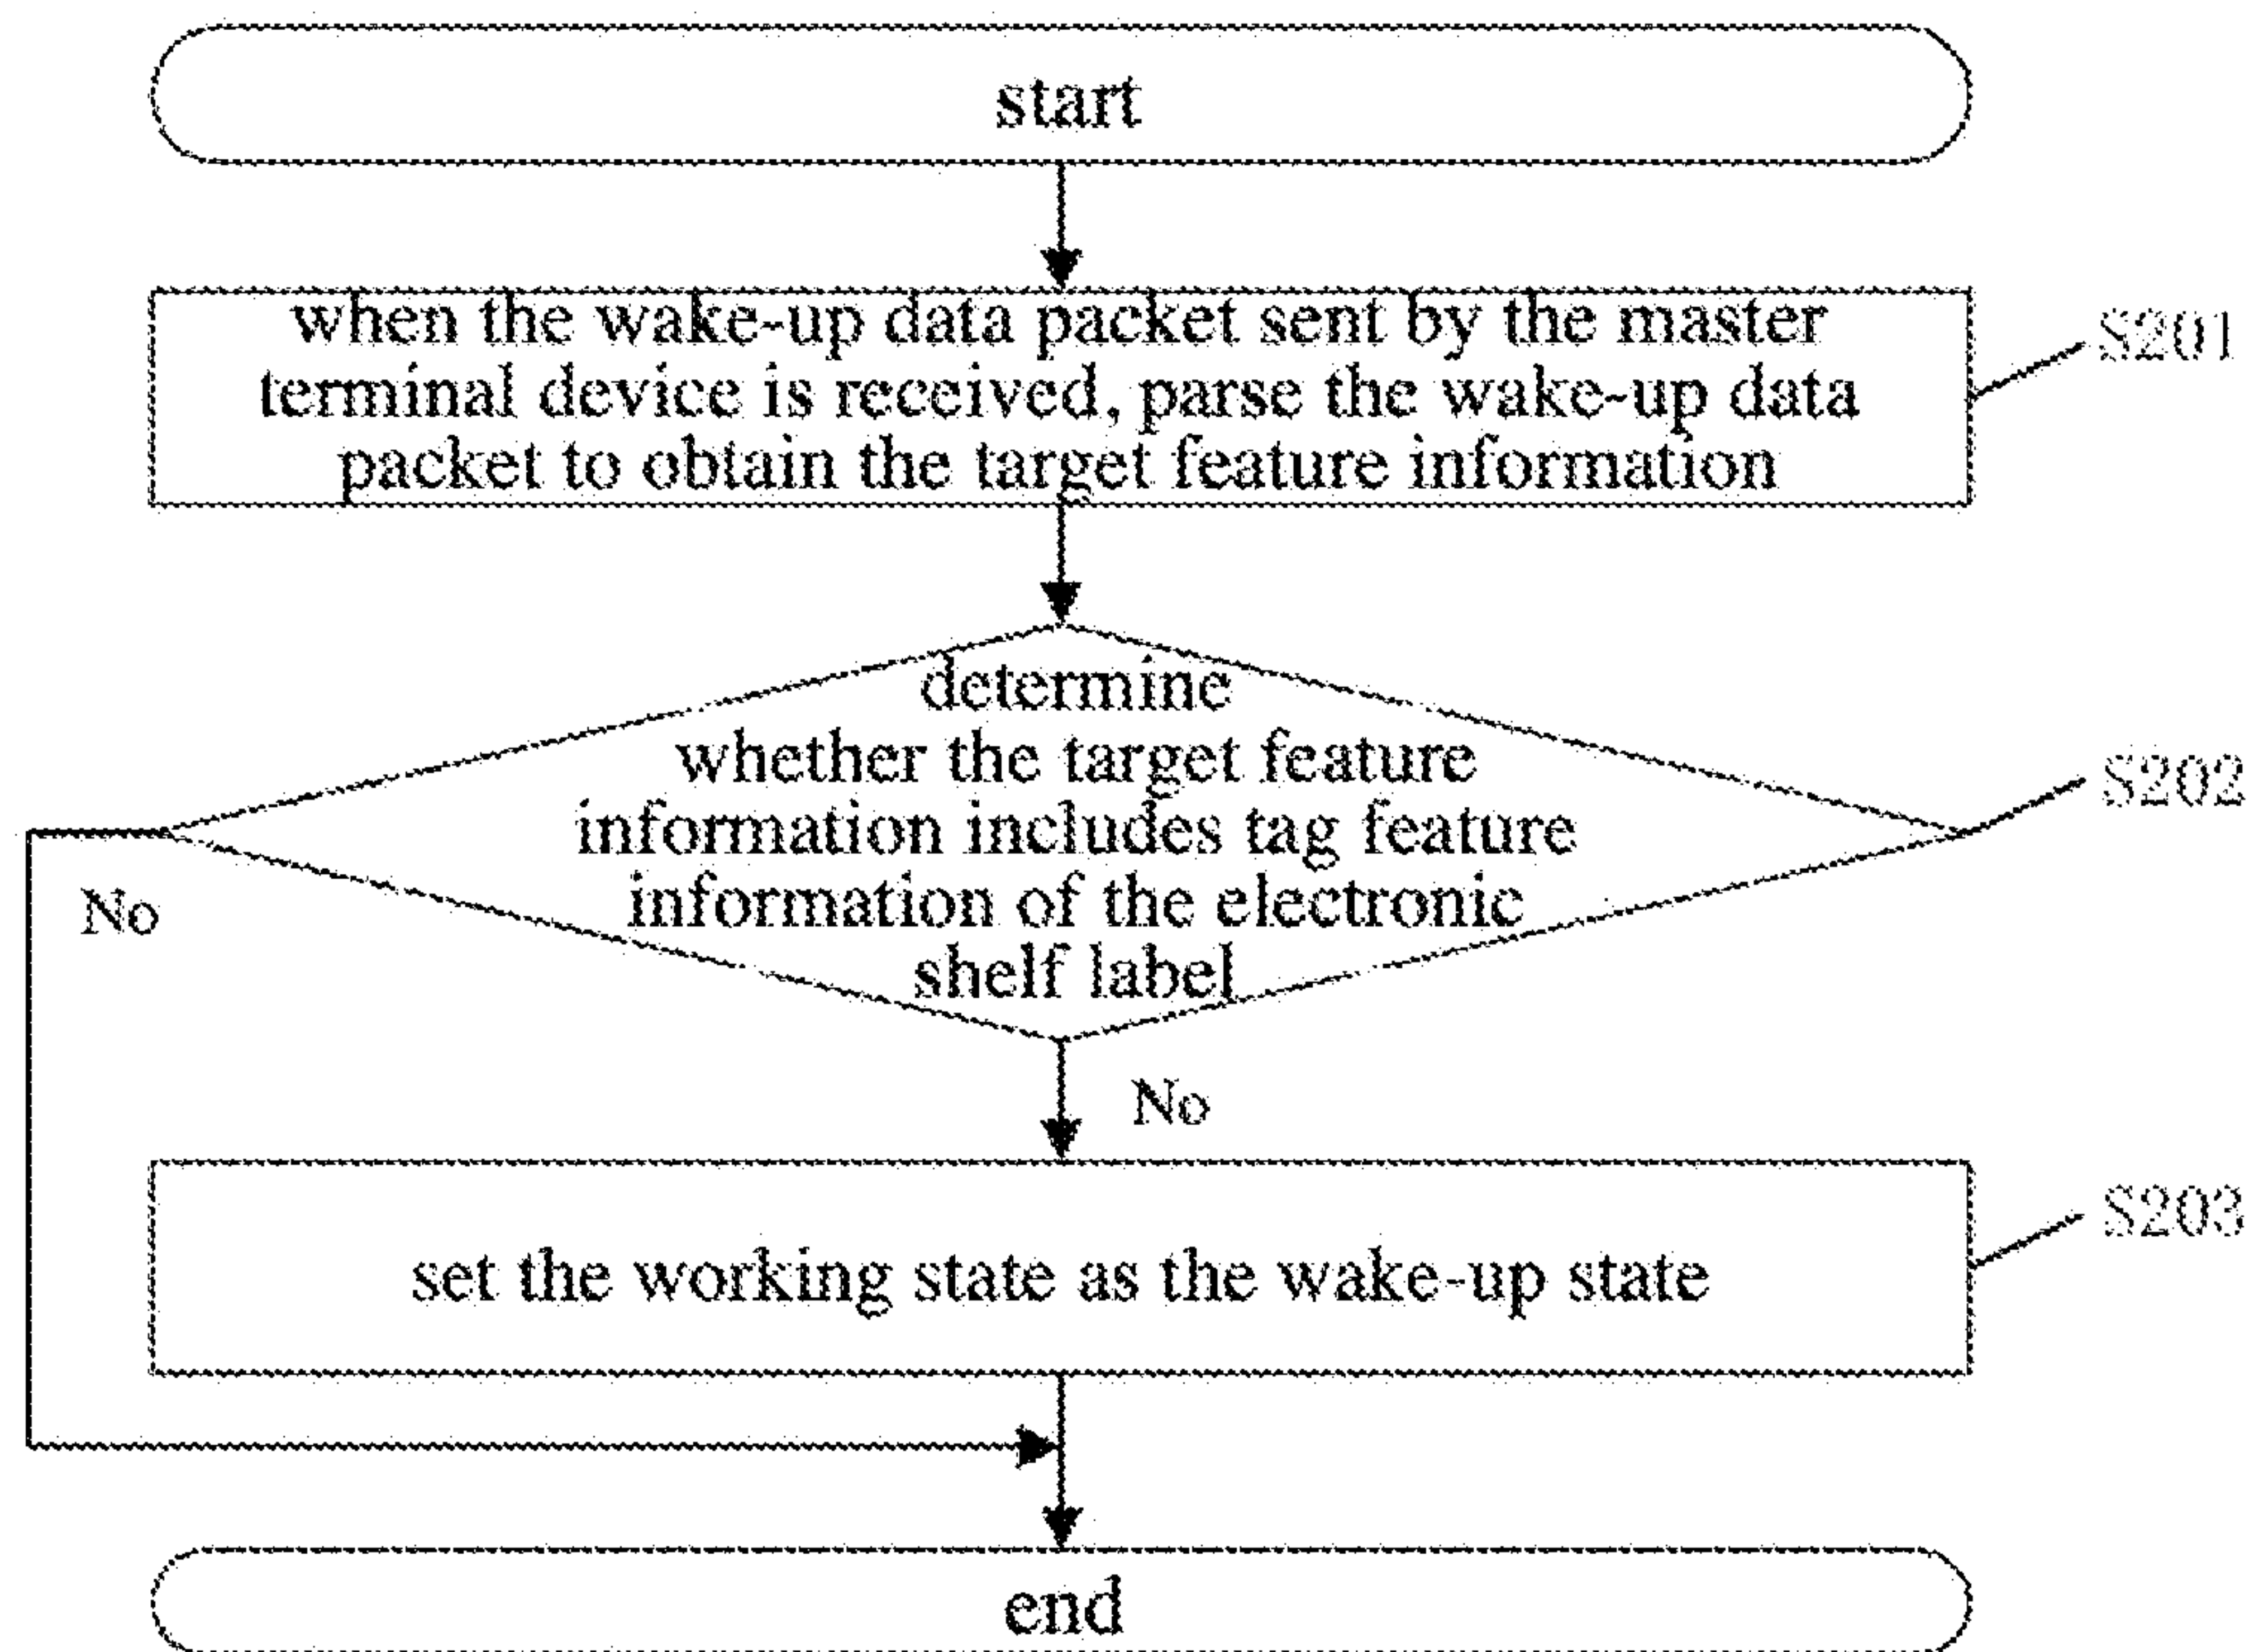 start
when the wake-up data packet sent by the master
terminal device is received, parse the wake-up data
packet to obtain the target feature information
S201
determine
whether the target feature
information includes tag feature
information of the electronic
shelf label
S202
No
No
set the working state as the wake-up state
S203
end